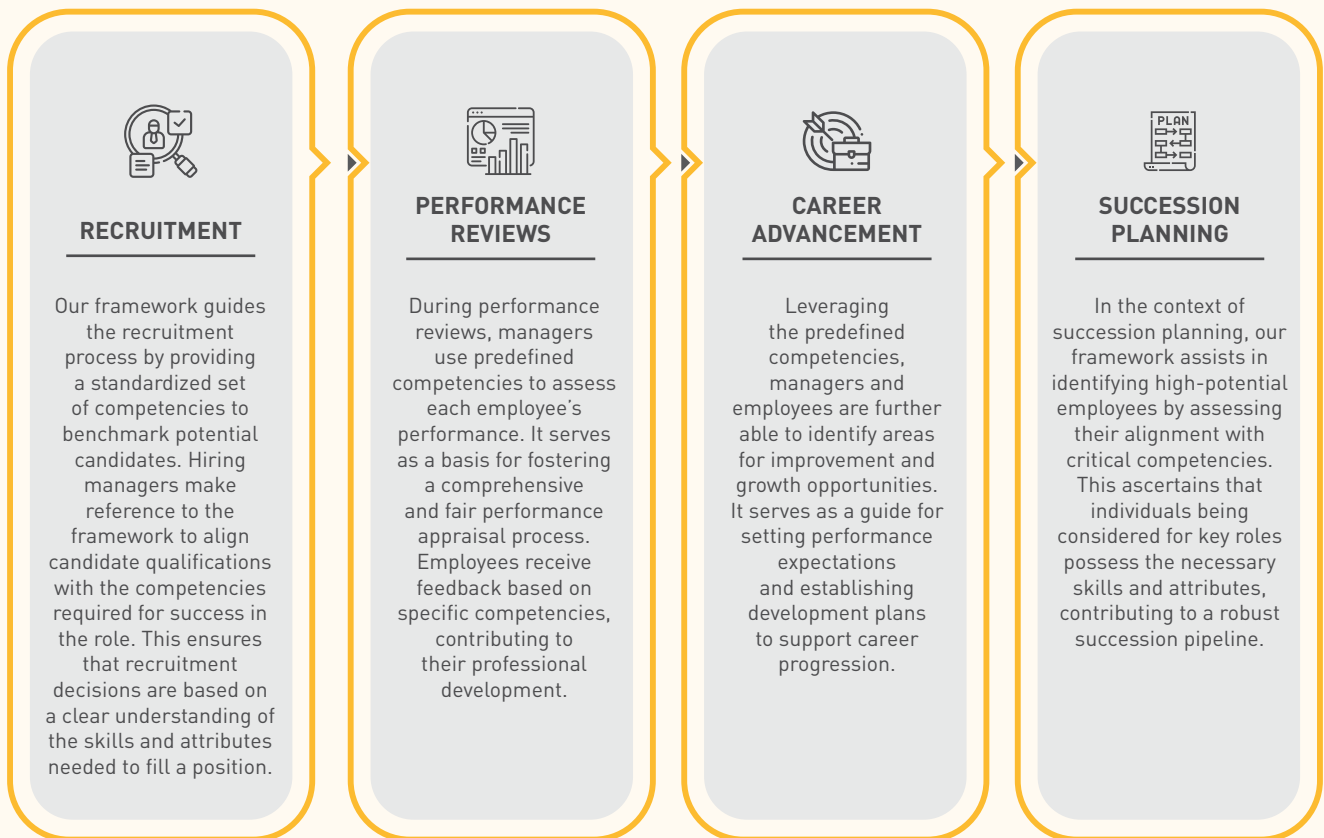 RECRUITMENT
Our framework guides
the recruitment
process by providing
a standardized set
of competencies to
benchmark potential
candidates. Hiring
managers make
reference to the
framework to align
candidate qualifications
with the competencies
required for success in
the role. This ensures
that recruitment
decisions are based on
a clear understanding of
the skills and attributes
needed to fill a position.
PERFORMANCE
REVIEWS
During performance
reviews, managers
use predefined
competencies to assess
each employee's
performance. It serves
as a basis for fostering
a comprehensive
and fair performance
appraisal process.
Employees receive
feedback based on
specific competencies,
contributing to
their professional
development.
CAREER
ADVANCEMENT
Leveraging
the predefined
competencies,
managers and
employees are further
able to identify areas
for improvement and
growth opportunities.
It serves as a guide for
setting performance
expectations
and establishing
development plans
to support career
progression.
PLAN
SUCCESSION
PLANNING
In the context of
succession planning, our
framework assists in
identifying high-potential
employees by assessing
their alignment with
critical competencies.
This ascertains that
individuals being
considered for key roles
possess the necessary
skills and attributes,
contributing to a robust
succession pipeline.